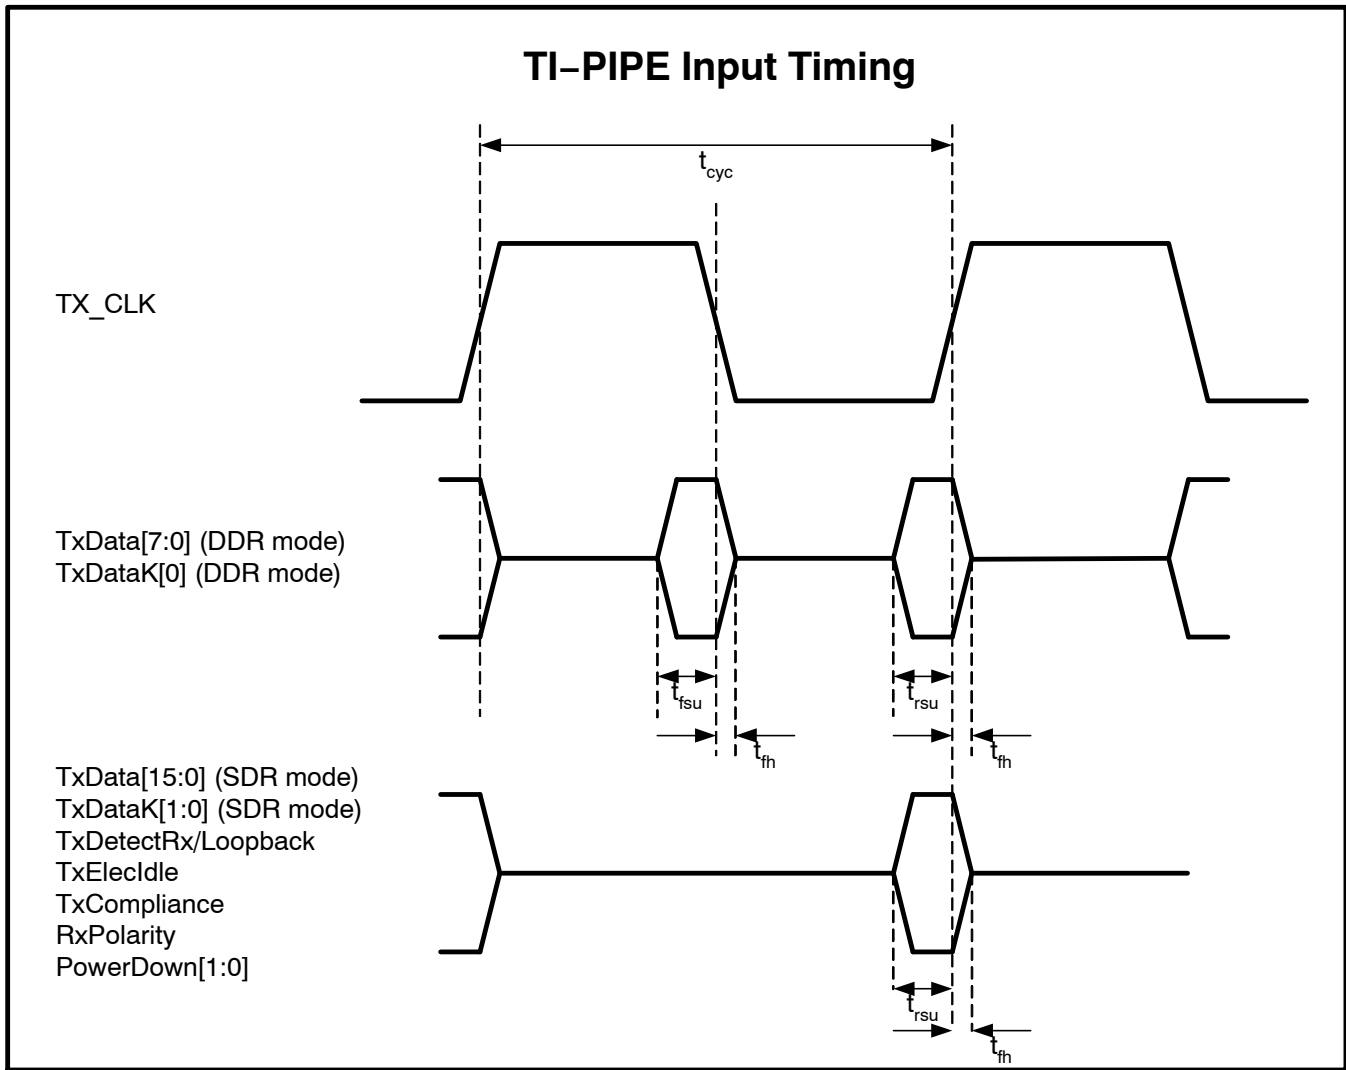 TI−PIPE Input Timing
tcyc
TX_CLK
TxData[7:0] (DDR mode)
TxDataK[0] (DDR mode)
tfsu
trsu
tfh
tfh
TxData[15:0] (SDR mode)
TxDataK[1:0] (SDR mode)
TxDetectRx/Loopback
TxElecIdle
TxCompliance
RxPolarity
PowerDown[1:0]
trsu
tfh